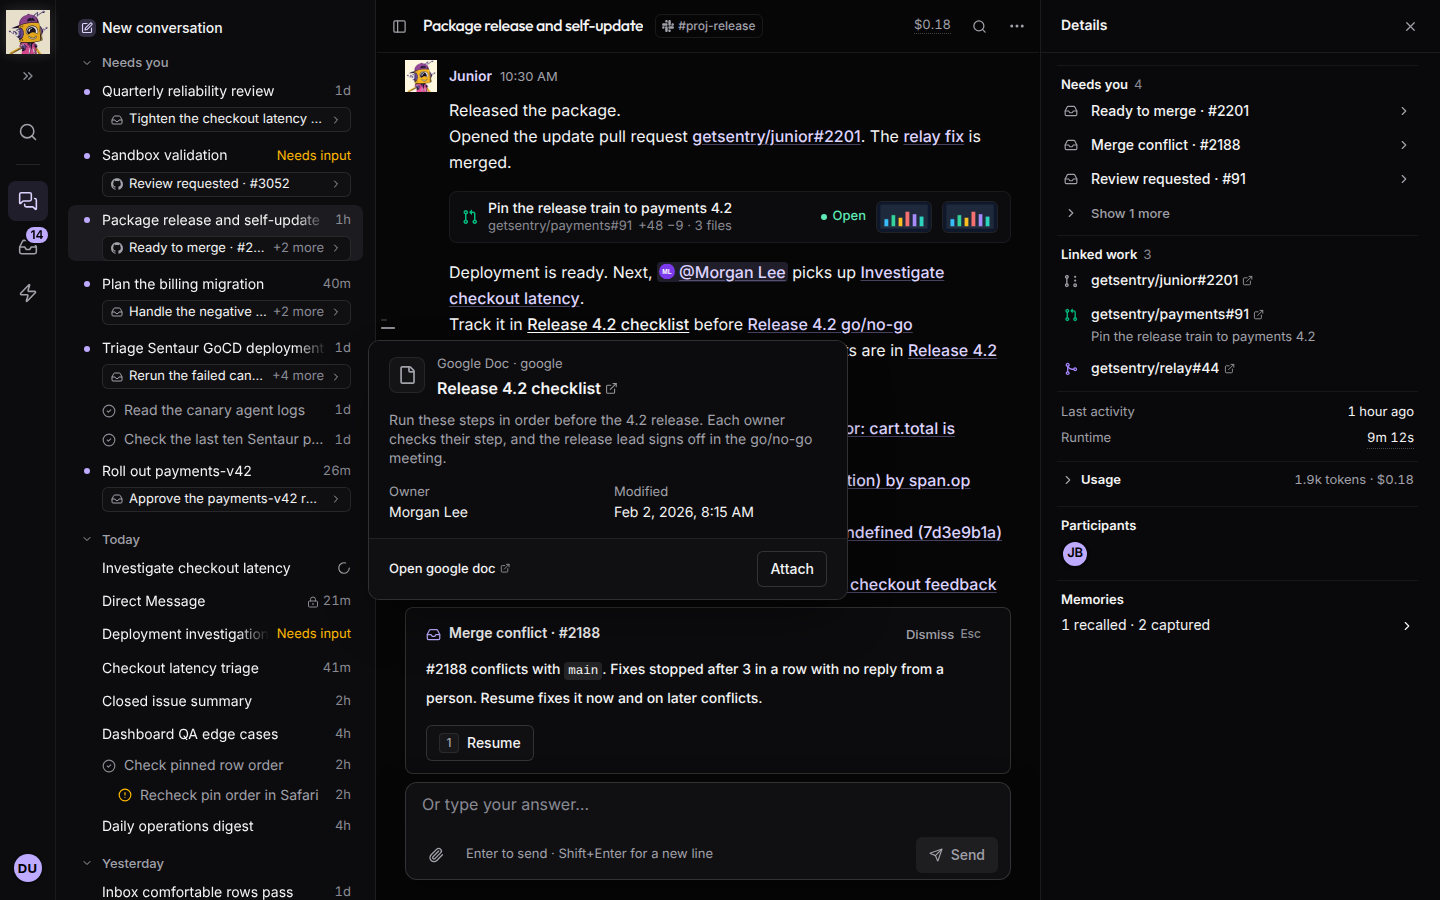 New conversation
Needs you
Quarterly reliability review 1d
Tighten the checkout latency ...
Sandbox validation Needs input
Review requested · #3052
Package release and self-update 1h
Ready to merge · #2... +2 more
Plan the billing migration 40m
Handle the negative ... +2 more
Triage Sentaur GoCD deployment 1d
Rerun the failed can... +4 more
Read the canary agent logs 1d
Check the last ten Sentaur p... 1d
Roll out payments-v42 26m
Approve the payments-v42 r...
Today
Investigate checkout latency
Direct Message 21m
Deployment investigation Needs input
Checkout latency triage 41m
Closed issue summary 2h
Dashboard QA edge cases 4h
Check pinned row order 2h
Recheck pin order in Safari 2h
Daily operations digest 4h
Yesterday
Inbox comfortable rows pass 1d
14
DU
Package release and self-update #proj-release $0.18
Junior 10:30 AM
Released the package.
Opened the update pull request getsentry/junior#2201. The relay fix is
merged.
Pin the release train to payments 4.2
getsentry/payments#91 +48 −9 · 3 files
Open
Deployment is ready. Next, ML @Morgan Lee picks up Investigate
checkout latency.
Track it in Release 4.2 checklist before Release 4.2 go/no-go
s are in Release 4.2
or: cart.total is
tion) by span.op
ndefined (7d3e9b1a)
checkout feedback
Google Doc · google
Release 4.2 checklist
Run these steps in order before the 4.2 release. Each owner
checks their step, and the release lead signs off in the go/no-go
meeting.
Owner Modified
Morgan Lee Feb 2, 2026, 8:15 AM
Open google doc Attach
Merge conflict · #2188 Dismiss Esc
#2188 conflicts with main. Fixes stopped after 3 in a row with no reply from a
person. Resume fixes it now and on later conflicts.
1 Resume
Or type your answer...
Enter to send · Shift+Enter for a new line Send
Details
Needs you 4
Ready to merge · #2201
Merge conflict · #2188
Review requested · #91
Show 1 more
Linked work 3
getsentry/junior#2201
getsentry/payments#91
Pin the release train to payments 4.2
getsentry/relay#44
Last activity 1 hour ago
Runtime 9m 12s
Usage 1.9k tokens · $0.18
Participants
JB
Memories
1 recalled · 2 captured